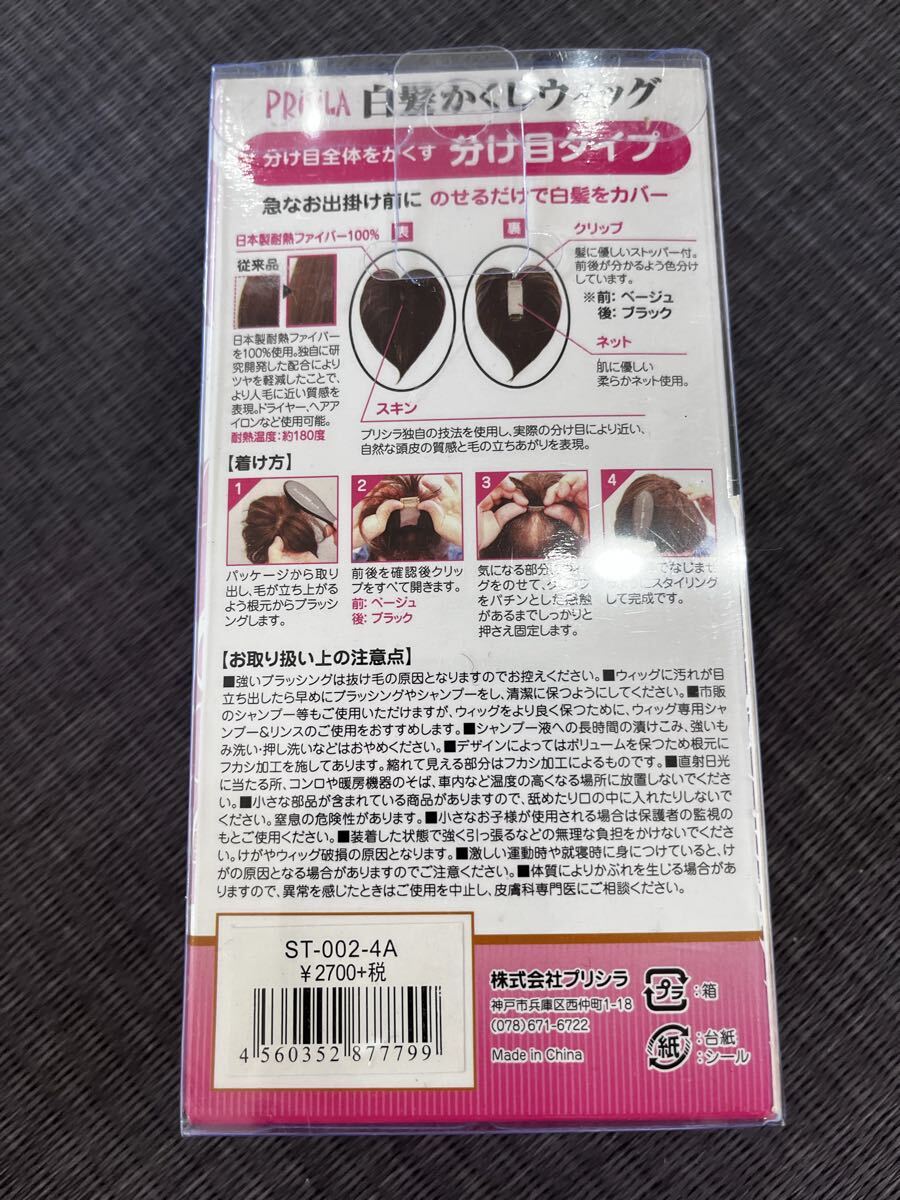 PRISILA 白髪かくしウィッグ
分け目全体をかくす 分け目タイプ
急なお出掛け前に のせるだけで白髪をカバー
日本製耐熱ファイバー100%
従来品
日本製耐熱ファイバー
を100%使用。独自に研
究開発した配合により
ツヤを軽減したことで、
より人毛に近い質感を
表現。ドライヤー、ヘアア
イロンなど使用可能。
耐熱温度：約180度
表
裏
クリップ
髪に優しいストッパー付。
前後が分かるよう色分け
しています。
※前：ベージュ
後：ブラック
ネット
肌に優しい
柔らかネット使用。
スキン
プリシラ独自の技法を使用し、実際の分け目により近い、
自然な頭皮の質感と毛の立ちあがりを表現。
【着け方】
1
パッケージから取り
出し、毛が立ち上がる
よう根元からブラッシ
ングします。
2
前後を確認後クリッ
プをすべて開きます。
前：ベージュ
後：ブラック
3
気になる部分
グをのせて、
をパチンとした感触
があるまでしっかりと
押さえ固定します。
4
でなじませ
スタイリング
して完成です。
【お取り扱い上の注意点】
■強いブラッシングは抜け毛の原因となりますのでお控えください。■ウィッグに汚れが目
立ち出したら早めにブラッシングやシャンプーをし、清潔に保つようにしてください。■市販
のシャンプー等もご使用いただけますが、ウィッグをより良く保つために、ウィッグ専用シャ
ンプー&リンスのご使用をおすすめします。■シャンプー液への長時間の漬けこみ、強いも
み洗い・押し洗いなどはおやめください。■デザインによってはボリュームを保つため根元に
フカシ加工を施してあります。縮れて見える部分はフカシ加工によるものです。■直射日光
に当たる所、コンロや暖房機器のそば、車内など温度の高くなる場所に放置しないでくださ
い。■小さな部品が含まれている商品がありますので、舐めたり口の中に入れたりしないで
ください。窒息の危険性があります。■小さなお子様が使用される場合は保護者の監視の
もとご使用ください。■装着した状態で強く引っ張るなどの無理な負担をかけないでくださ
い。けがやウィッグ破損の原因となります。■激しい運動時や就寝時に身につけていると、け
がの原因となる場合がありますのでご注意ください。■体質によりかぶれを生じる場合があ
りますので、異常を感じたときはご使用を中止し、皮膚科専門医にご相談ください。
ST-002-4A
¥2700+税
4 560352 877799
株式会社プリシラ
神戸市兵庫区西仲町1-18
(078)671-6722
Made in China
プラ：箱
紙：台紙
：シール